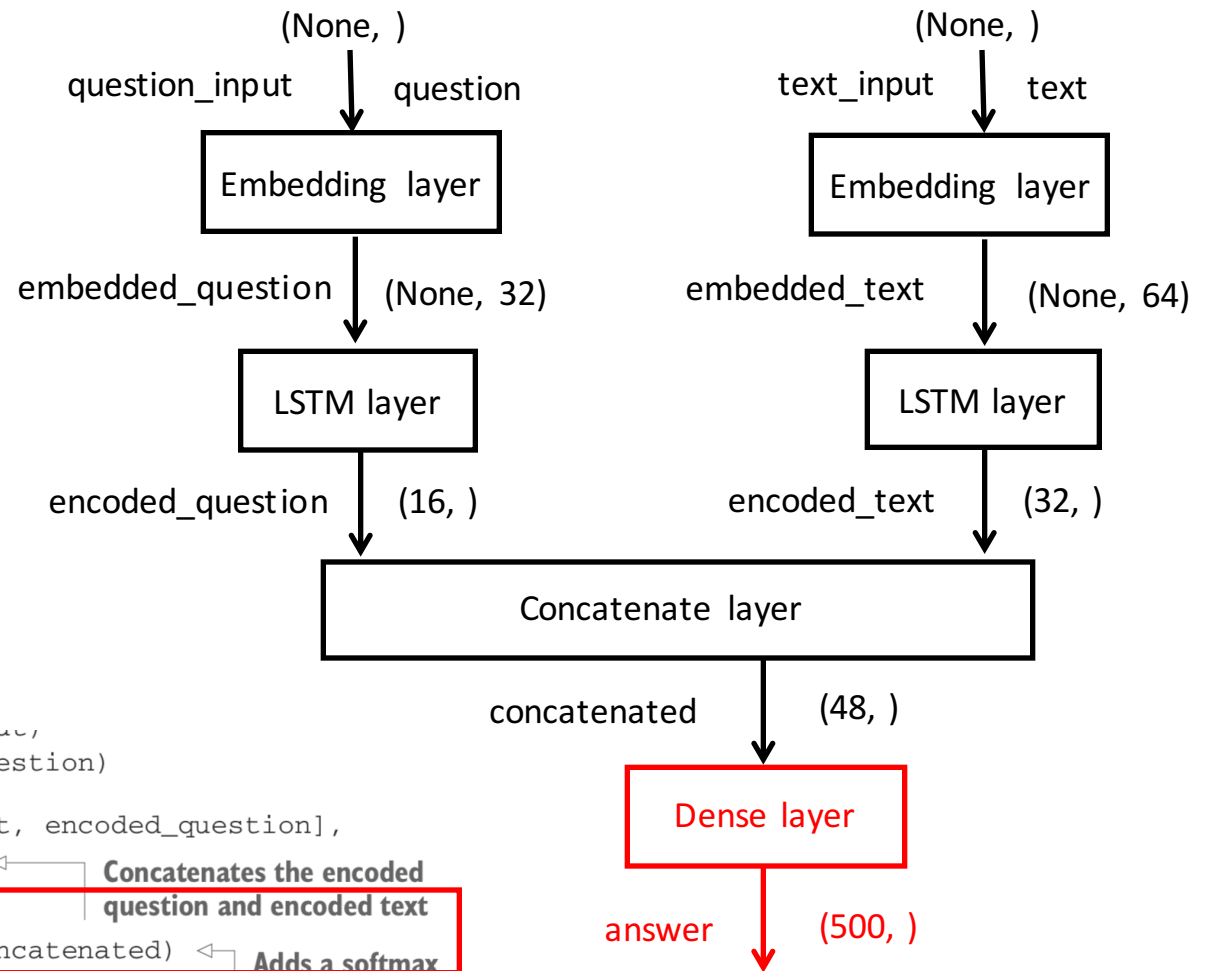 (None, ) (None, )
question_input question text_input text
Embedding layer Embedding layer
embedded_question (None, 32) embedded_text (None, 64)
LSTM layer LSTM layer
encoded_question (16, ) encoded_text (32, )
Concatenate layer
concatenated (48, )
estion)
t, encoded_question],
Dense layer
Concatenates the encoded
question and encoded text
answer (500, )
ncatenated) Adds a softmax